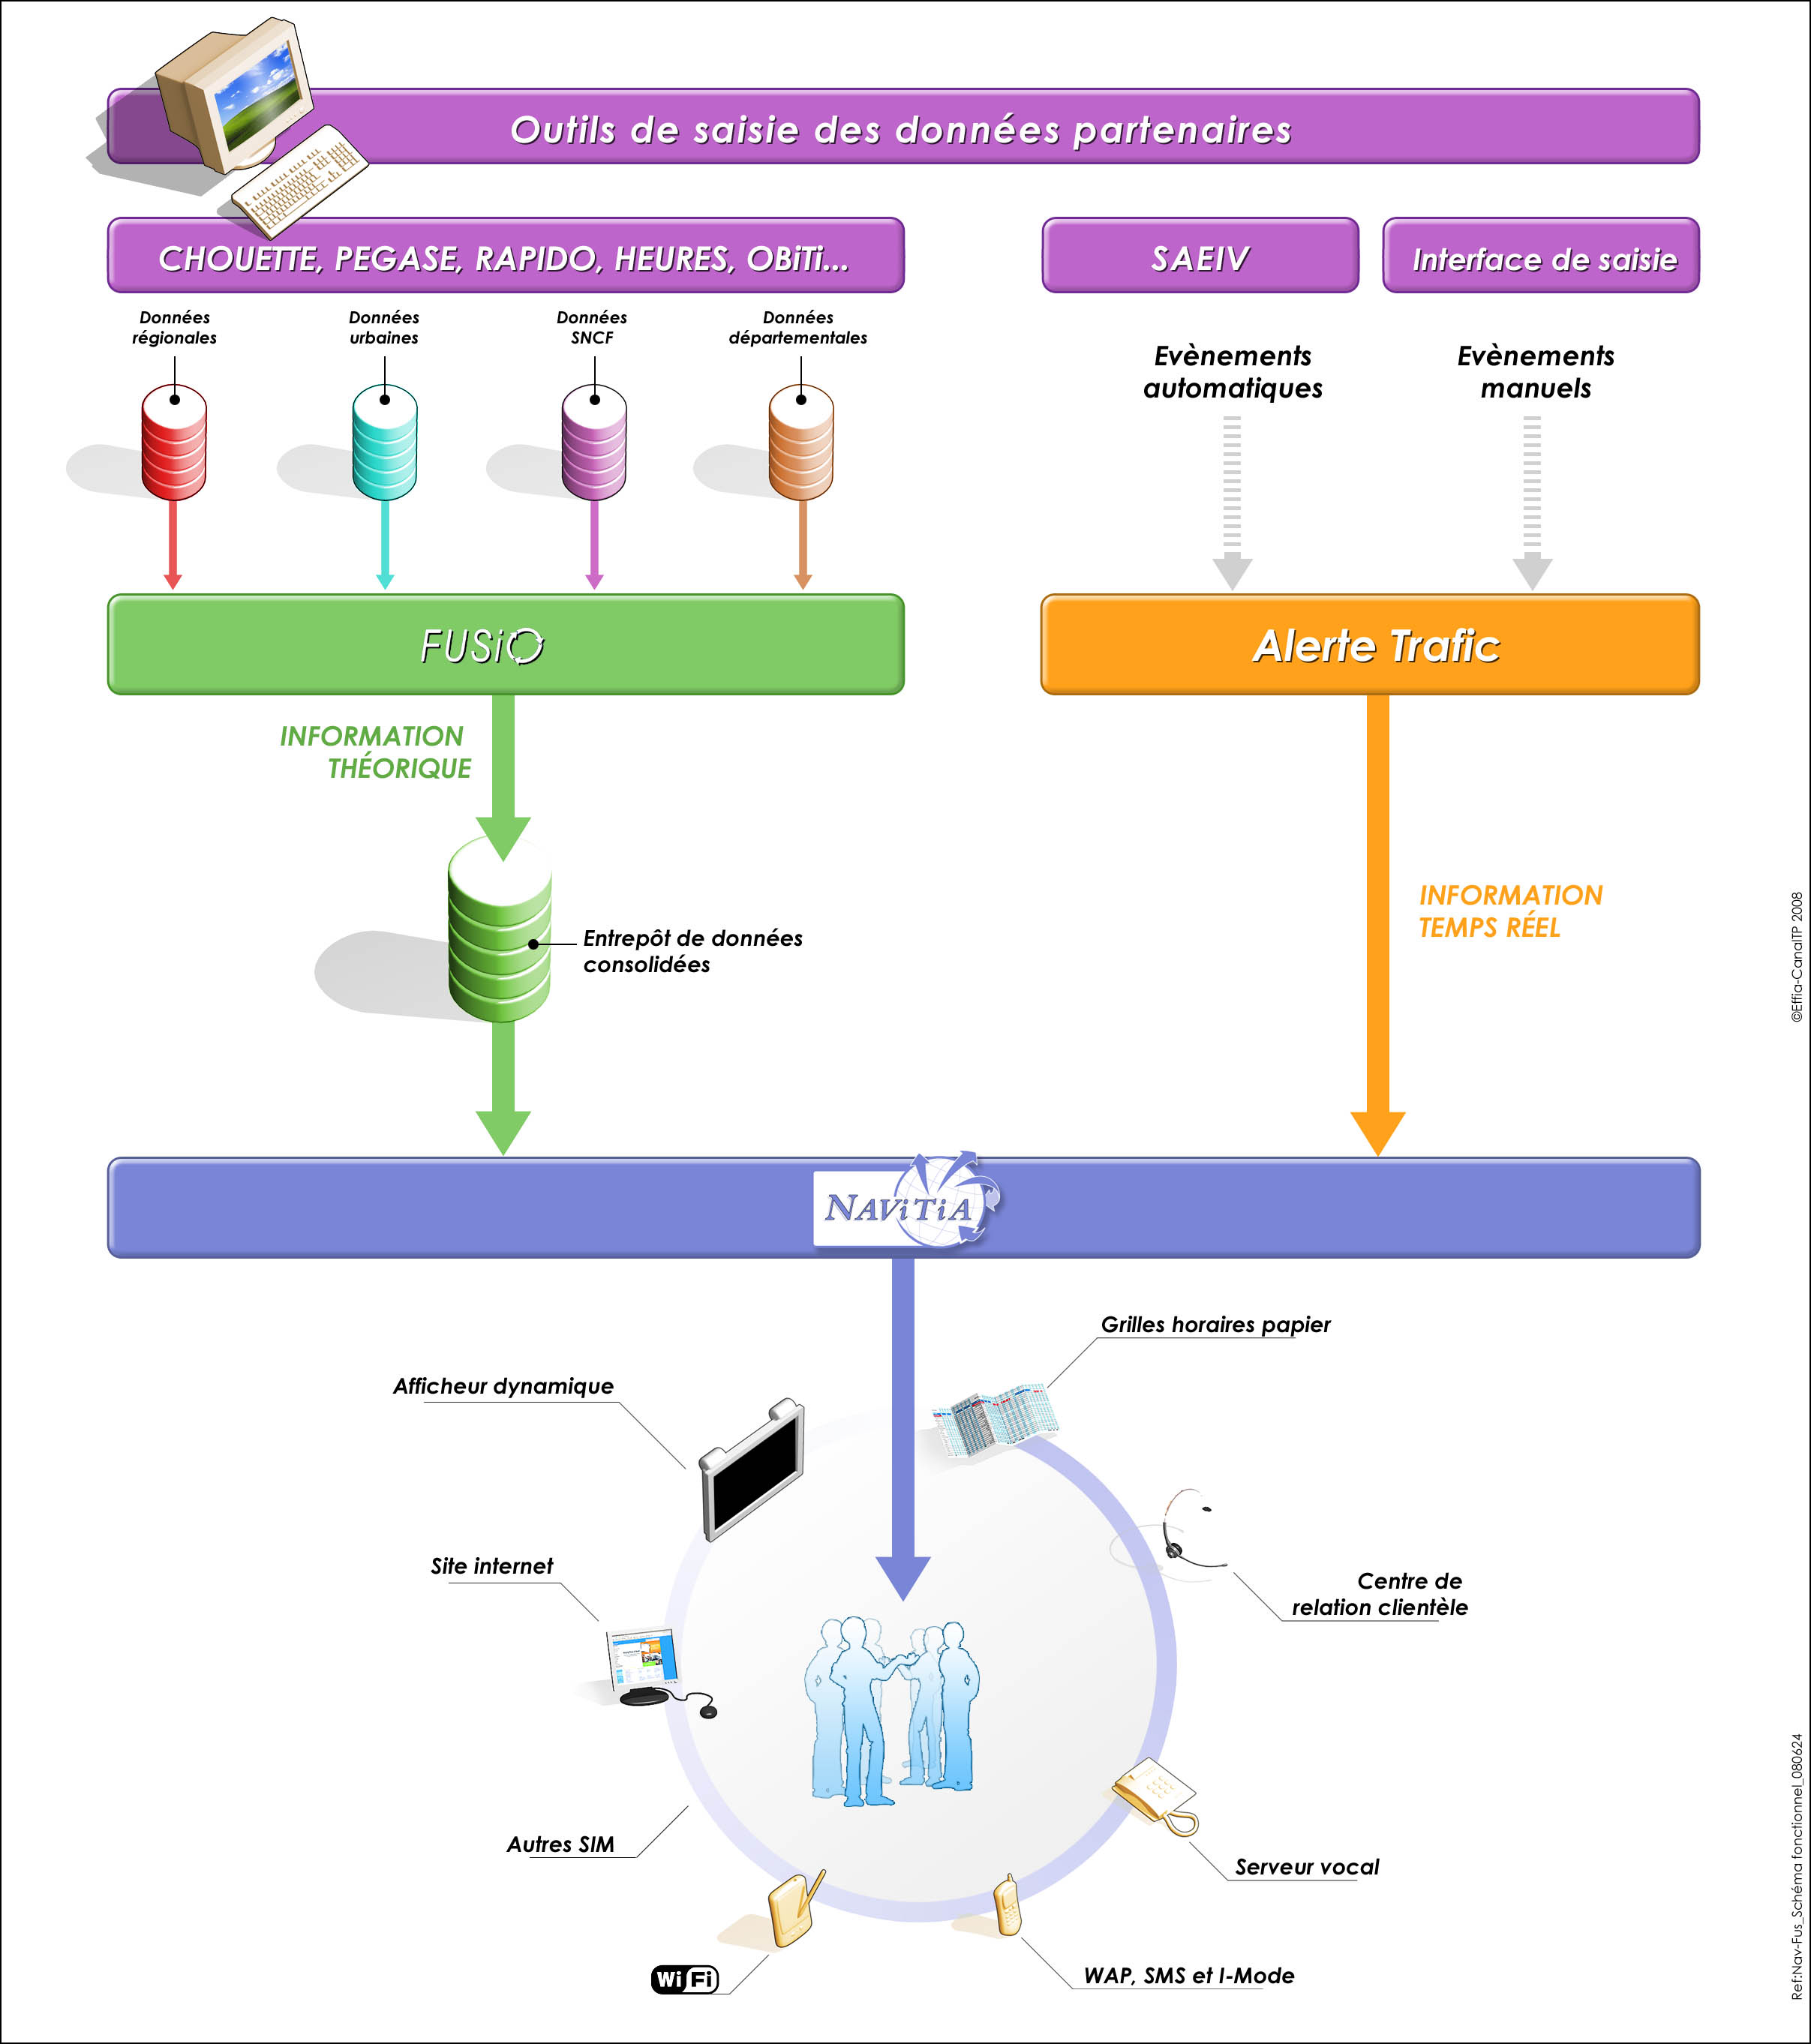 Outils de saisie des données partenaires
CHOUETTE, PEGASE, RAPIDO, HEURES, OBiTi...
SAEIV
Interface de saisie
Données
régionales
Données
urbaines
Données
SNCF
Données
départementales
Evènements
automatiques
Evènements
manuels
FUSiO
Alerte Trafic
INFORMATION
THÉORIQUE
Entrepôt de données
consolidées
INFORMATION
TEMPS RÉEL
©Effia-CanalTP 2008
NAViTiA
Grilles horaires papier
Afficheur dynamique
Site internet
Centre de
relation clientèle
Autres SIM
Serveur vocal
WiFi
WAP, SMS et I-Mode
Ref:Nav-Fus_Schéma fonctionnel_080624